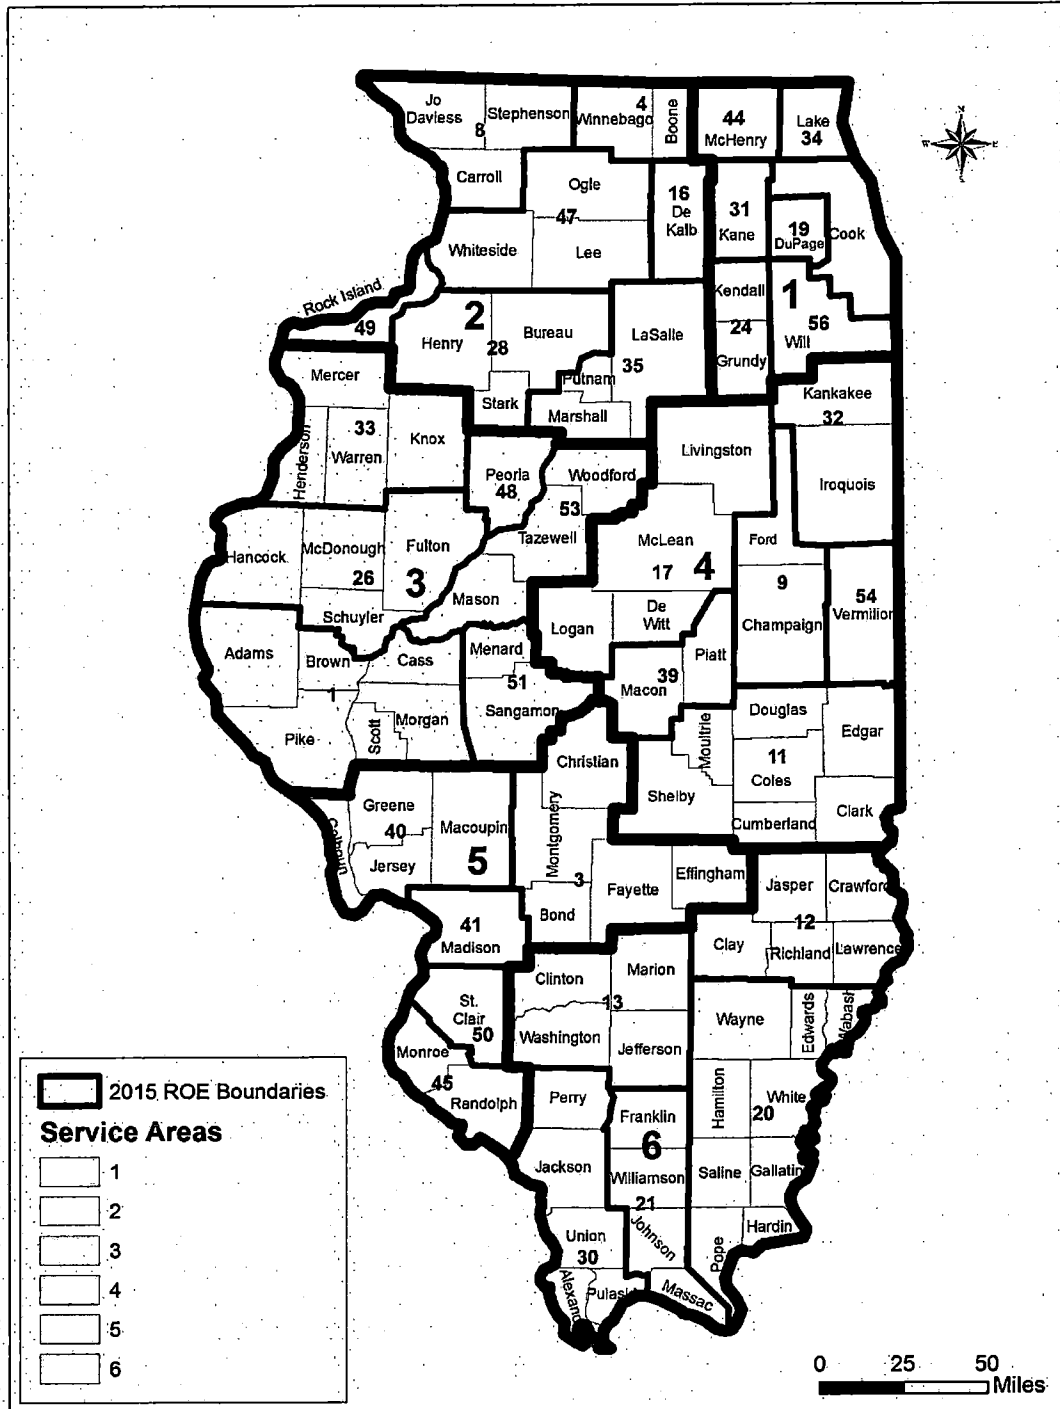 N
W E
S
Jo
Daviess
8
Stephenson
4
Winnebago
Boone
44
McHenry
Lake
34
Carroll
Ogle
47
16
De
Kalb
31
Kane
19
DuPage
Cook
Whiteside
Lee
Rock Island
49
Kendall
24
Grundy
1
56
Will
2
Henry
28
Bureau
LaSalle
35
Putnam
Stark
Marshall
Mercer
33
Henderson
Warren
Knox
Kankakee
32
Iroquois
Peoria
48
Woodford
53
Tazewell
Livingston
Hancock
McDonough
26
Fulton
3
Mason
Schuyler
McLean
17
4
Ford
9
Champaign
54
Vermilion
Logan
De
Witt
Piatt
39
Macon
Adams
Brown
1
Cass
Menard
51
Sangamon
Pike
Scott
Morgan
Christian
Moultrie
Shelby
Douglas
Edgar
11
Coles
Cumberland
Clark
Calhoun
Greene
40
Jersey
Macoupin
5
Montgomery
3
Bond
Fayette
Effingham
Jasper
Crawford
12
Clay
Richland
Lawrence
41
Madison
St.
Clair
50
Clinton
Marion
13
Washington
Jefferson
Wayne
Edwards
Wabash
Monroe
45
Randolph
Perry
Franklin
6
Hamilton
White
20
Jackson
Williamson
21
Saline
Gallatin
Union
30
Johnson
Pope
Hardin
Alexand
Pulaski
Massac
2015 ROE Boundaries
Service Areas
1
2
3
4
5
6
0 25 50
Miles